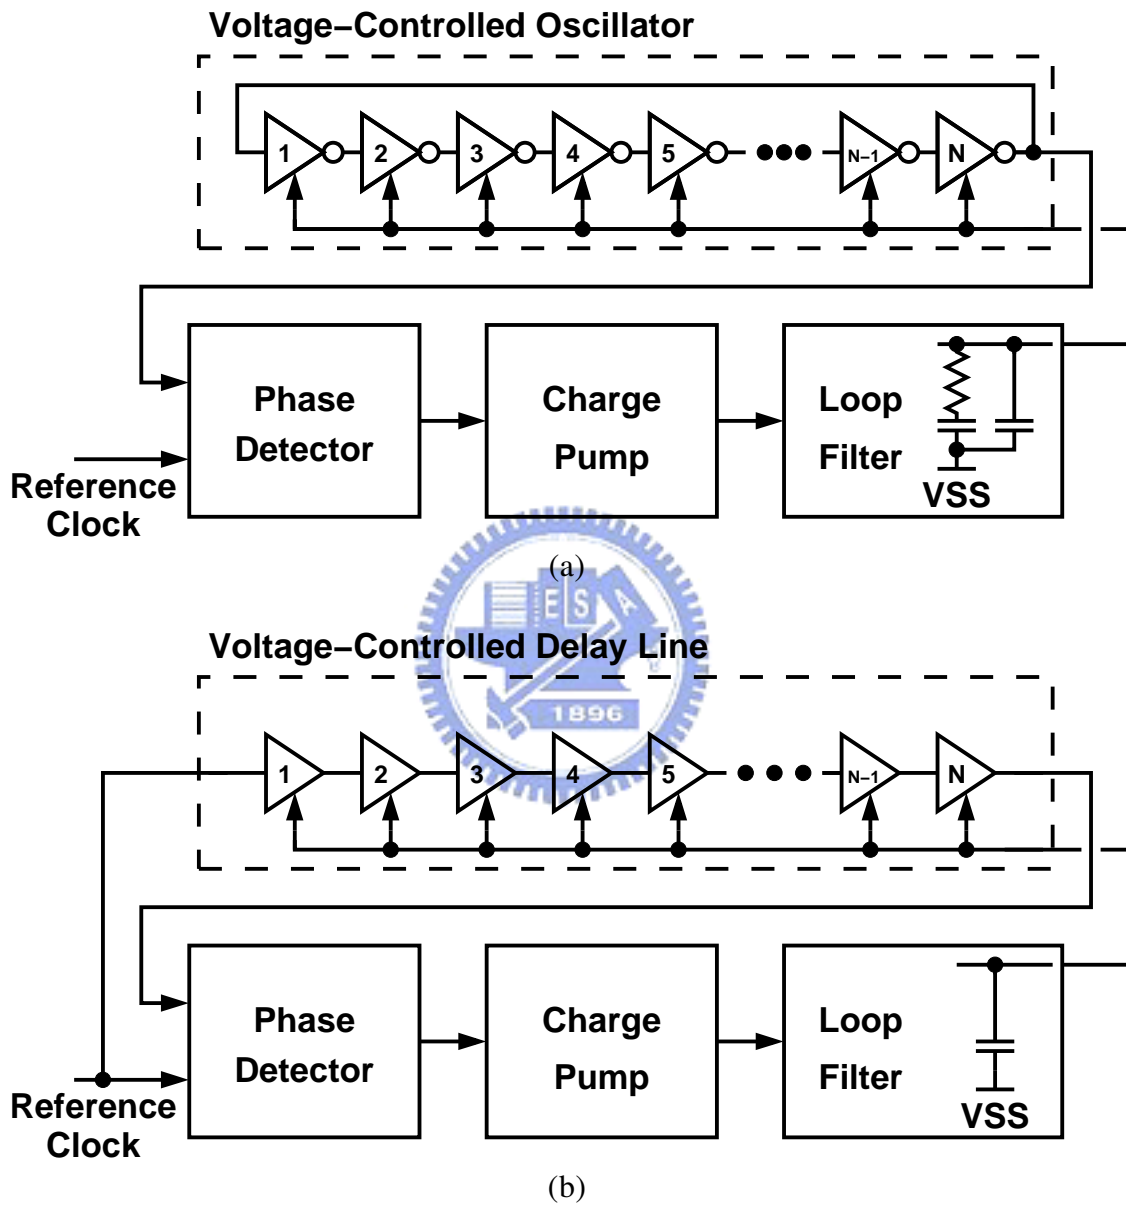 Voltage–Controlled Oscillator
1 2 3 4 5 N–1 N
Phase Detector
Charge Pump
Loop Filter
VSS
Reference Clock
(a)
E S A
1896
Voltage–Controlled Delay Line
1 2 3 4 5 N–1 N
Phase Detector
Charge Pump
Loop Filter
VSS
Reference Clock
(b)